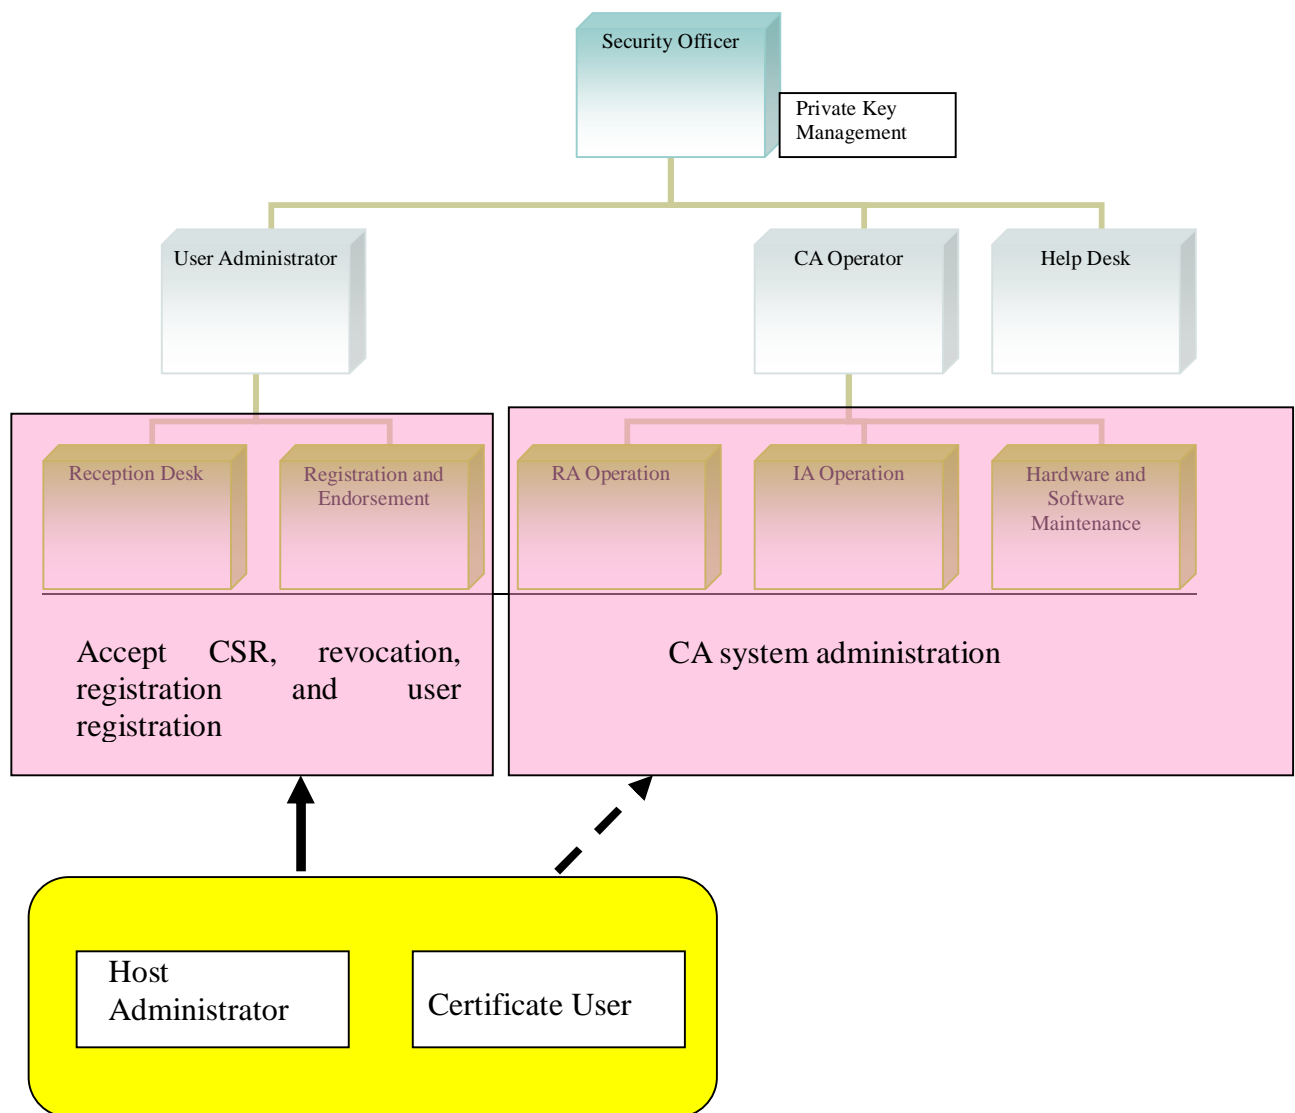 Security Officer
Private Key
Management
User Administrator
CA Operator
Help Desk
Reception Desk
Registration and
Endorsement
RA Operation
IA Operation
Hardware and
Software
Maintenance
Accept CSR, revocation,
registration and user
registration
CA system administration
Host
Administrator
Certificate User